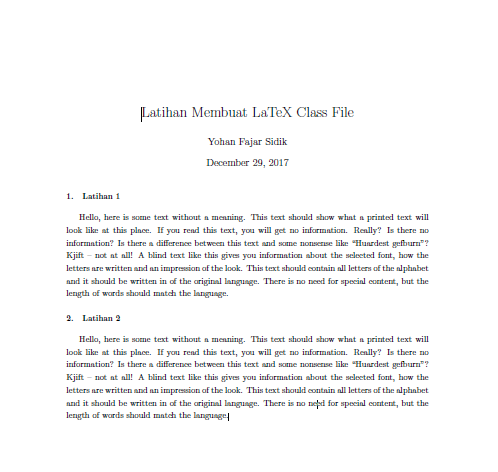 Latihan Membuat LaTeX Class File
Yohan Fajar Sidik
December 29, 2017
1. Latihan 1
Hello, here is some text without a meaning. This text should show what a printed text will
look like at this place. If you read this text, you will get no information. Really? Is there no
information? Is there a difference between this text and some nonsense like “Huardest gefburn”?
Kjift – not at all! A blind text like this gives you information about the selected font, how the
letters are written and an impression of the look. This text should contain all letters of the alphabet
and it should be written in of the original language. There is no need for special content, but the
length of words should match the language.
2. Latihan 2
Hello, here is some text without a meaning. This text should show what a printed text will
look like at this place. If you read this text, you will get no information. Really? Is there no
information? Is there a difference between this text and some nonsense like “Huardest gefburn”?
Kjift – not at all! A blind text like this gives you information about the selected font, how the
letters are written and an impression of the look. This text should contain all letters of the alphabet
and it should be written in of the original language. There is no need for special content, but the
length of words should match the language.